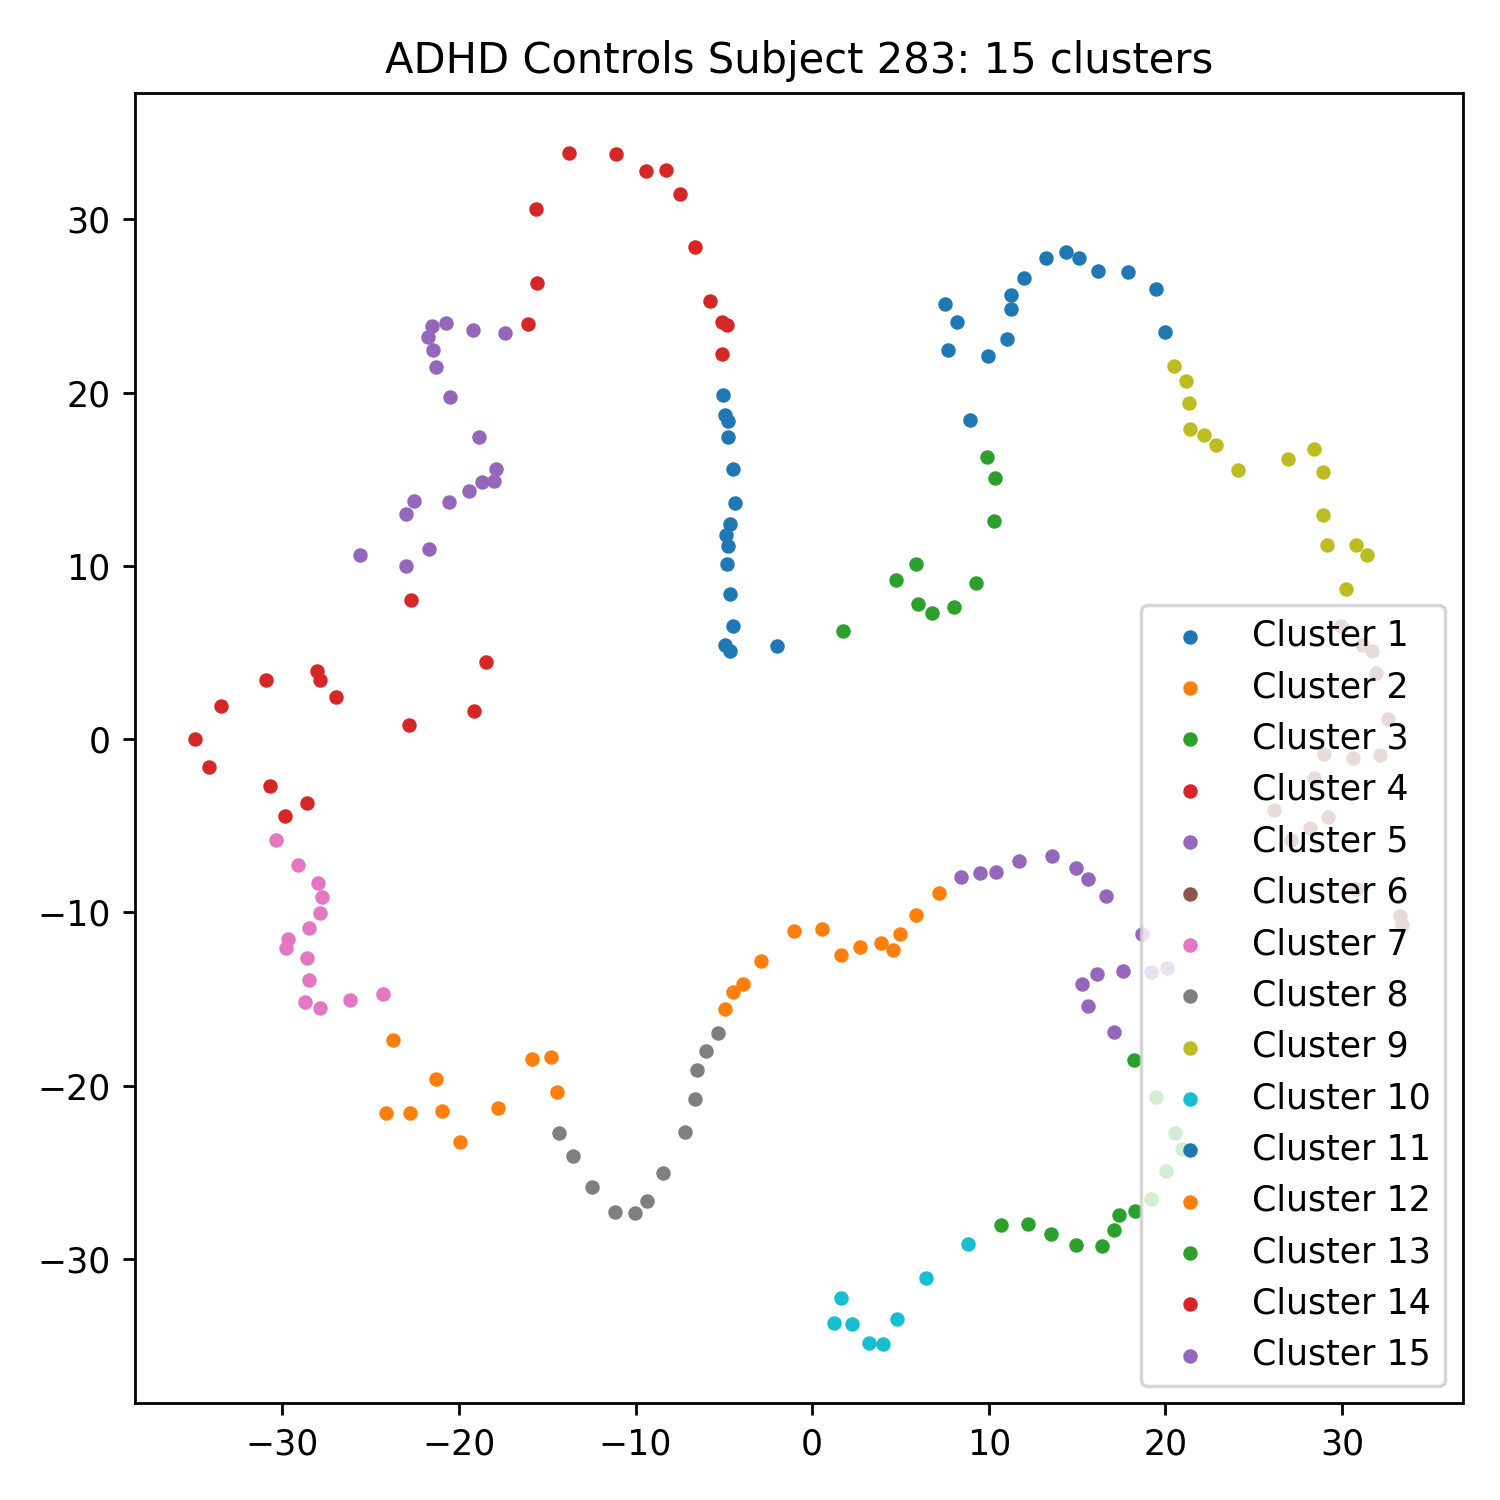 ADHD Controls Subject 283: 15 clusters
30
20
10
0
−10
−20
−30
−30
−20
−10
0
10
20
30
Cluster 1
Cluster 2
Cluster 3
Cluster 4
Cluster 5
Cluster 6
Cluster 7
Cluster 8
Cluster 9
Cluster 10
Cluster 11
Cluster 12
Cluster 13
Cluster 14
Cluster 15